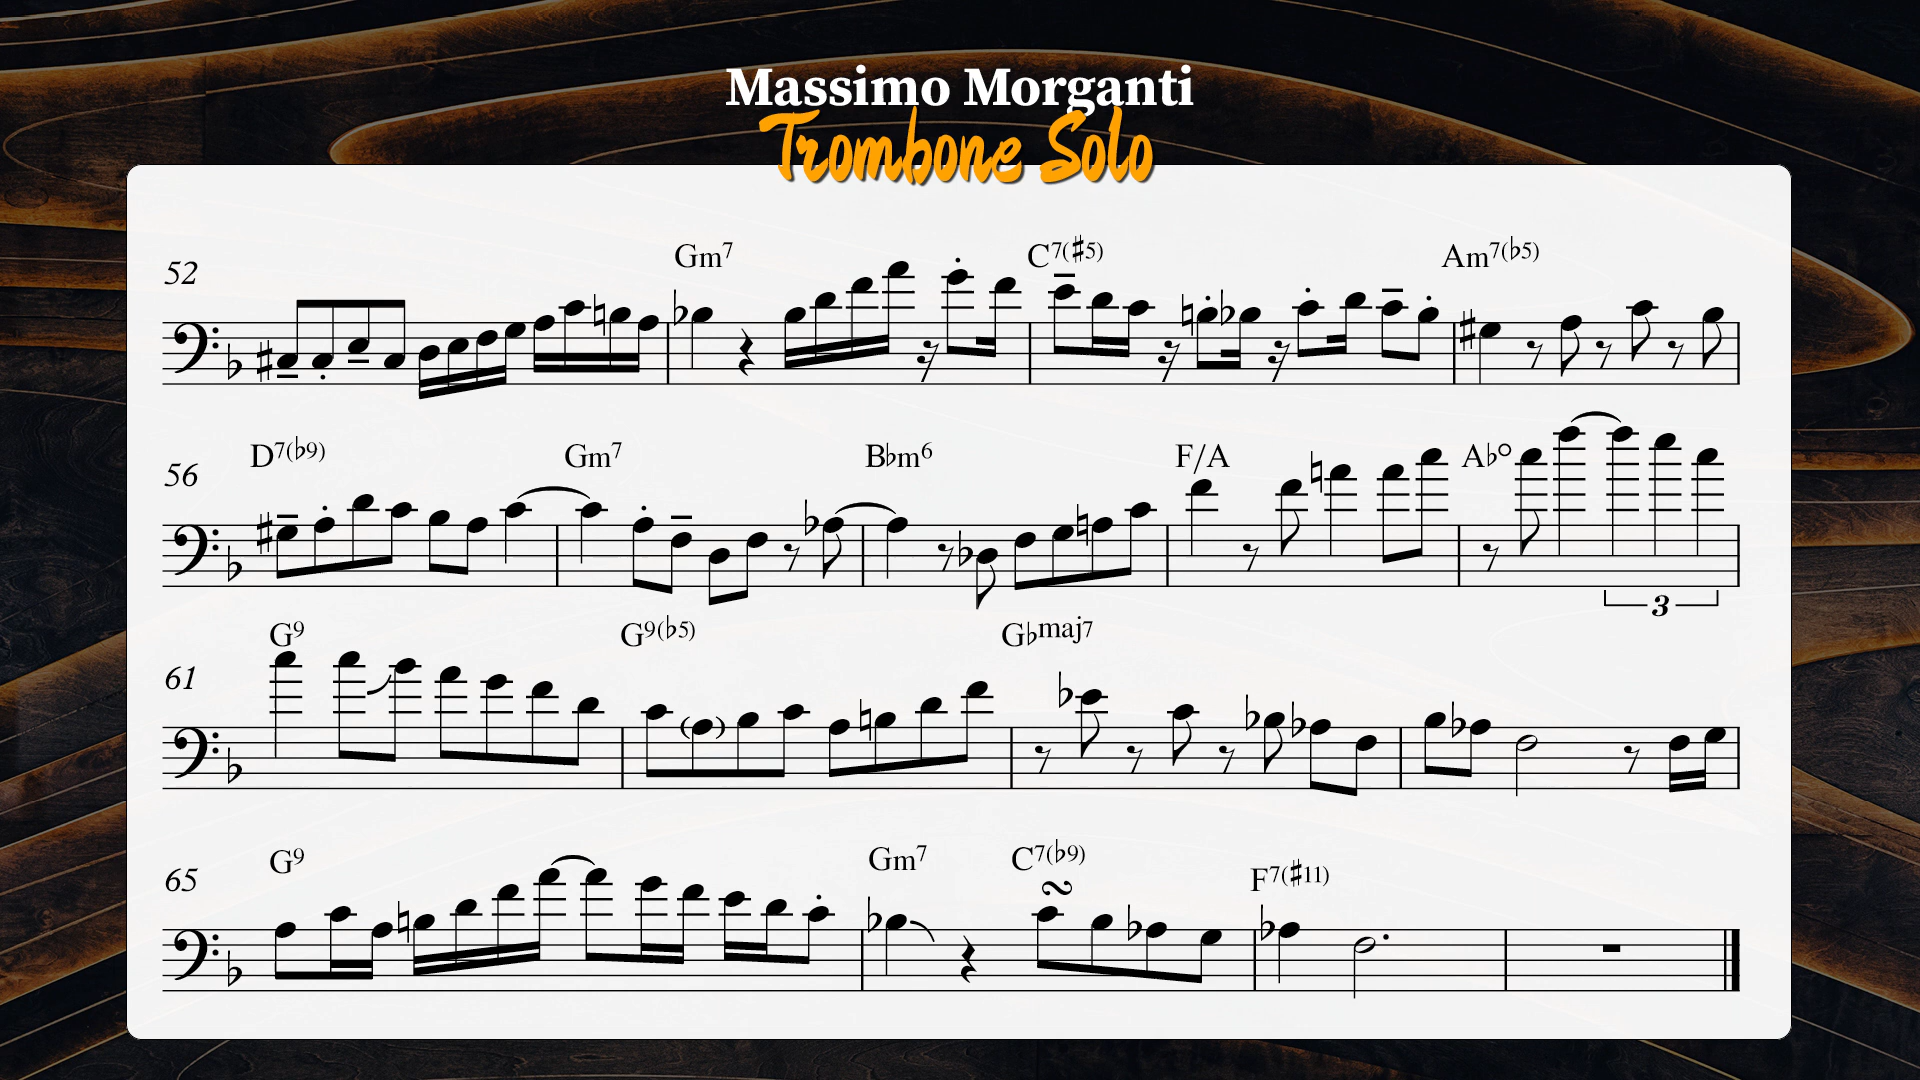 Massimo Morganti
Trombone Solo
52 Gm7 C7(♯5) Am7(♭5)
56 D7(♭9) Gm7 B♭m6 F/A A♭°
3
61 G9 G9(♭5) G♭maj7
65 G9 Gm7 C7(♭9) F7(♯11)